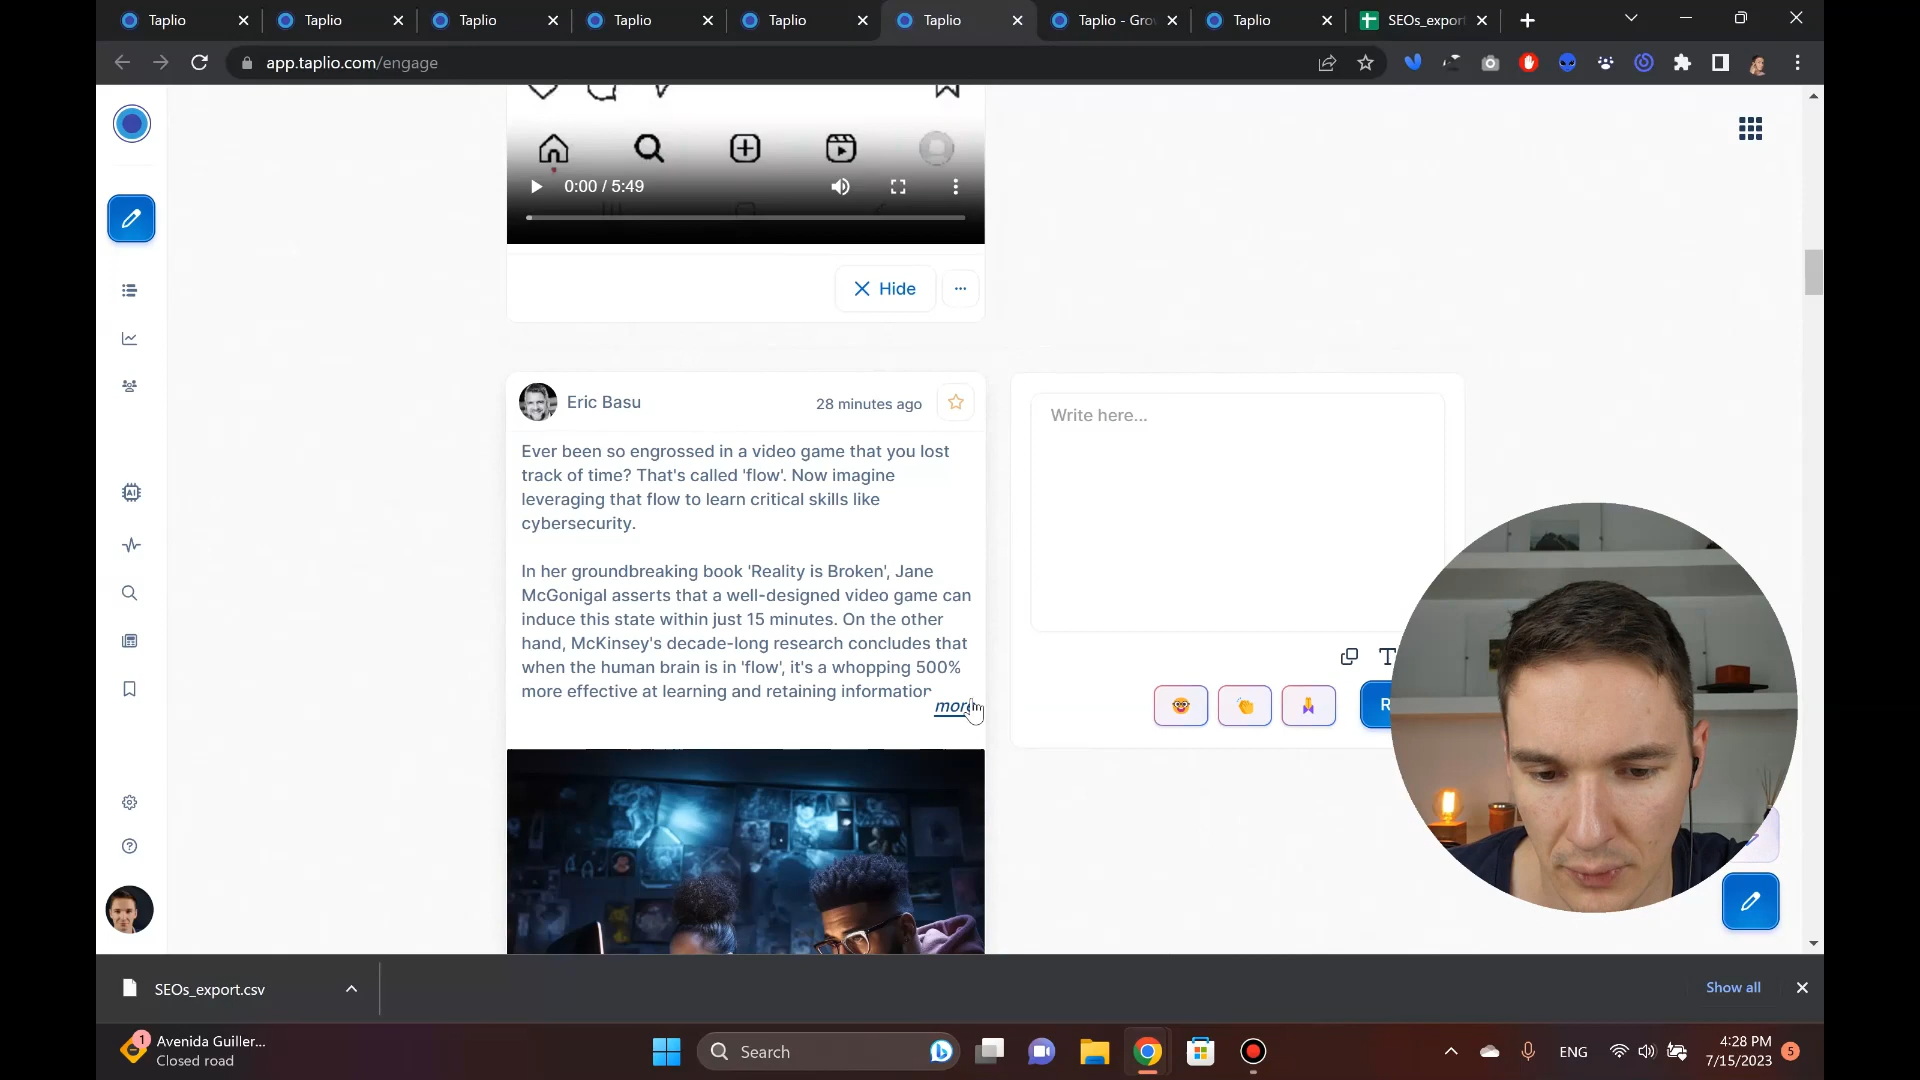 Taplio
Taplio
Taplio
Taplio
Taplio
Taplio
Taplio - Grow
Taplio
SEOs_export
app.taplio.com/engage
0:00 / 5:49
Hide
Eric Basu
28 minutes ago
Write here...
Ever been so engrossed in a video game that you lost
track of time? That's called 'flow'. Now imagine
leveraging that flow to learn critical skills like
cybersecurity.
In her groundbreaking book 'Reality is Broken', Jane
McGonigal asserts that a well-designed video game can
induce this state within just 15 minutes. On the other
hand, McKinsey's decade-long research concludes that
when the human brain is in 'flow', it's a whopping 500%
more effective at learning and retaining information
more
AI
T
R
SEOs_export.csv
Show all
1
Avenida Guiller...
Closed road
Search
ENG
4:28 PM
7/15/2023
5